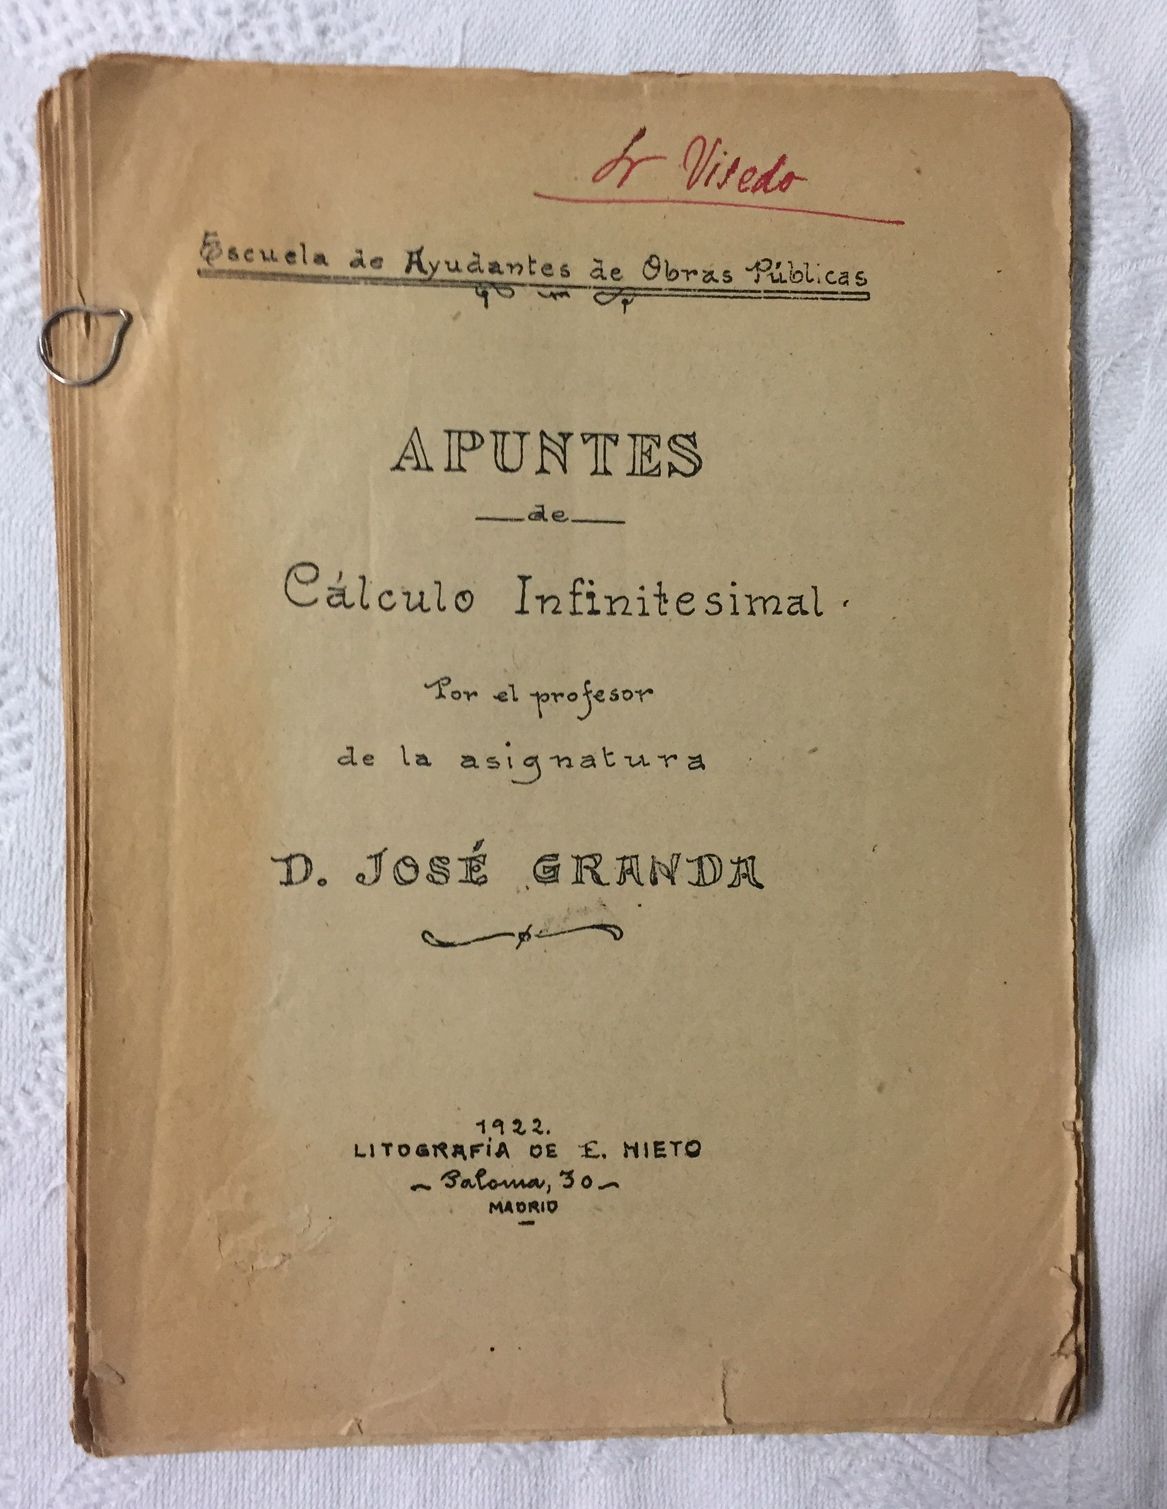 Sr Visedo
Escuela de Ayudantes de Obras Públicas
APUNTES
de
Cálculo Infinitesimal.
Por el profesor
de la asignatura
D. JOSÉ GRANDA
1922.
LITOGRAFÍA DE E. NIETO
Paloma, 30
MADRID